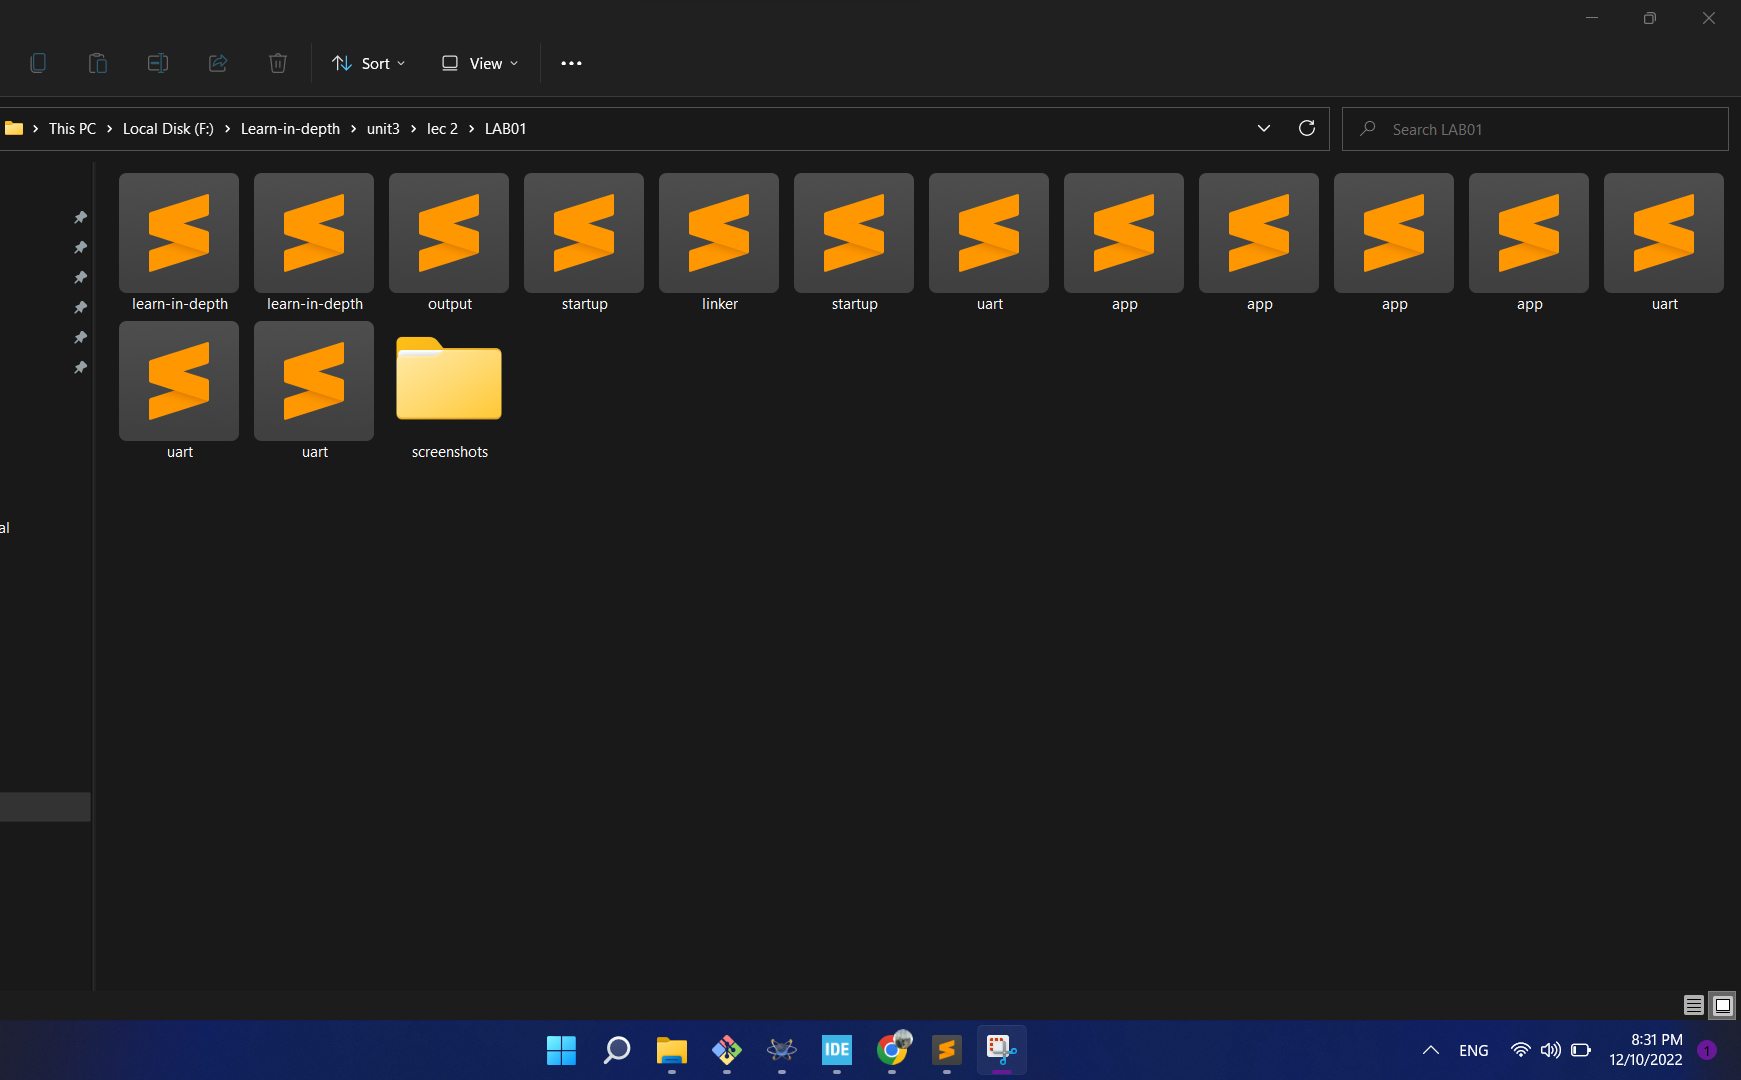 Sort
View
This PC
Local Disk (F:)
Learn-in-depth
unit3
lec 2
LAB01
Search LAB01
learn-in-depth
learn-in-depth
output
startup
linker
startup
uart
app
app
app
app
uart
uart
uart
screenshots
al
IDE
ENG
8:31 PM
12/10/2022
1